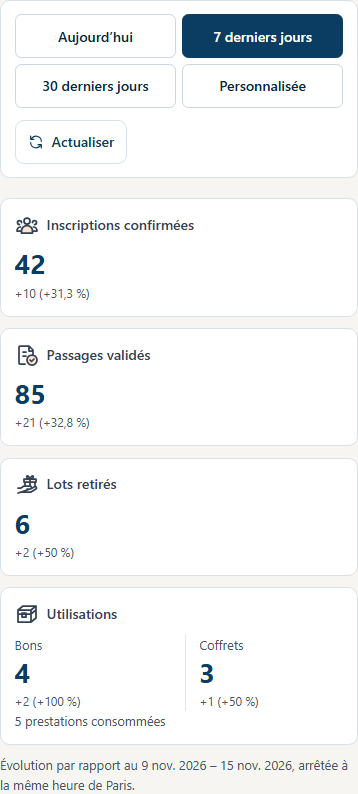 Aujourd’hui
7 derniers jours
30 derniers jours
Personnalisée
Actualiser
Inscriptions confirmées
42
+10 (+31,3 %)
Passages validés
85
+21 (+32,8 %)
Lots retirés
6
+2 (+50 %)
Utilisations
Bons
4
+2 (+100 %)
5 prestations consommées
Coffrets
3
+1 (+50 %)
Évolution par rapport au 9 nov. 2026 – 15 nov. 2026, arrêtée à
la même heure de Paris.